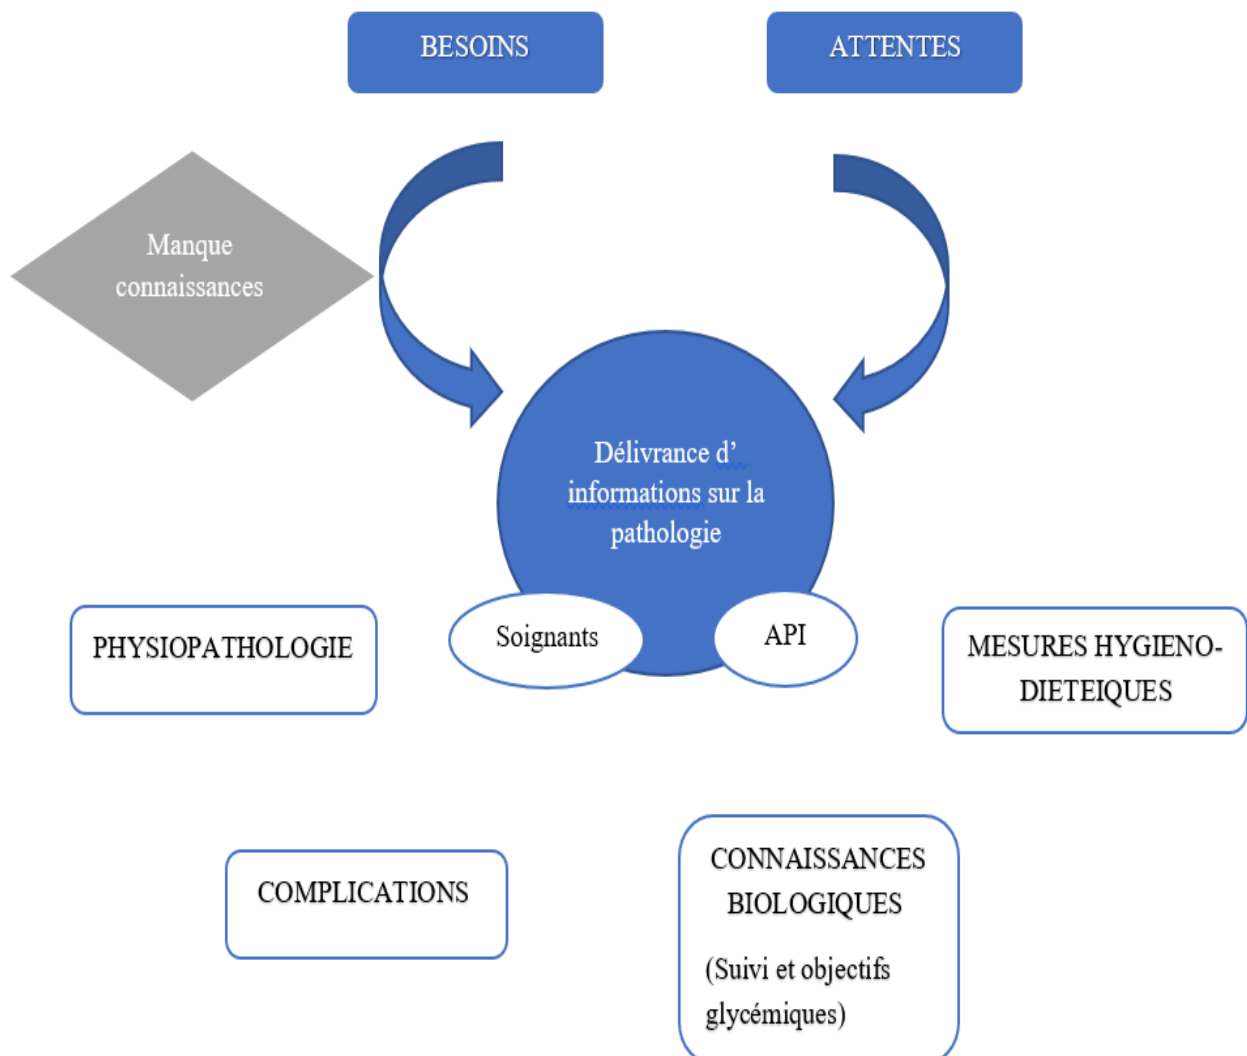 BESOINS
ATTENTES
Manque
connaissances
Délivrance d’
informations sur la
pathologie
Soignants
API
PHYSIOPATHOLOGIE
MESURES HYGIENO-
DIETEIQUES
COMPLICATIONS
CONNAISSANCES
BIOLOGIQUES
(Suivi et objectifs
glycémiques)